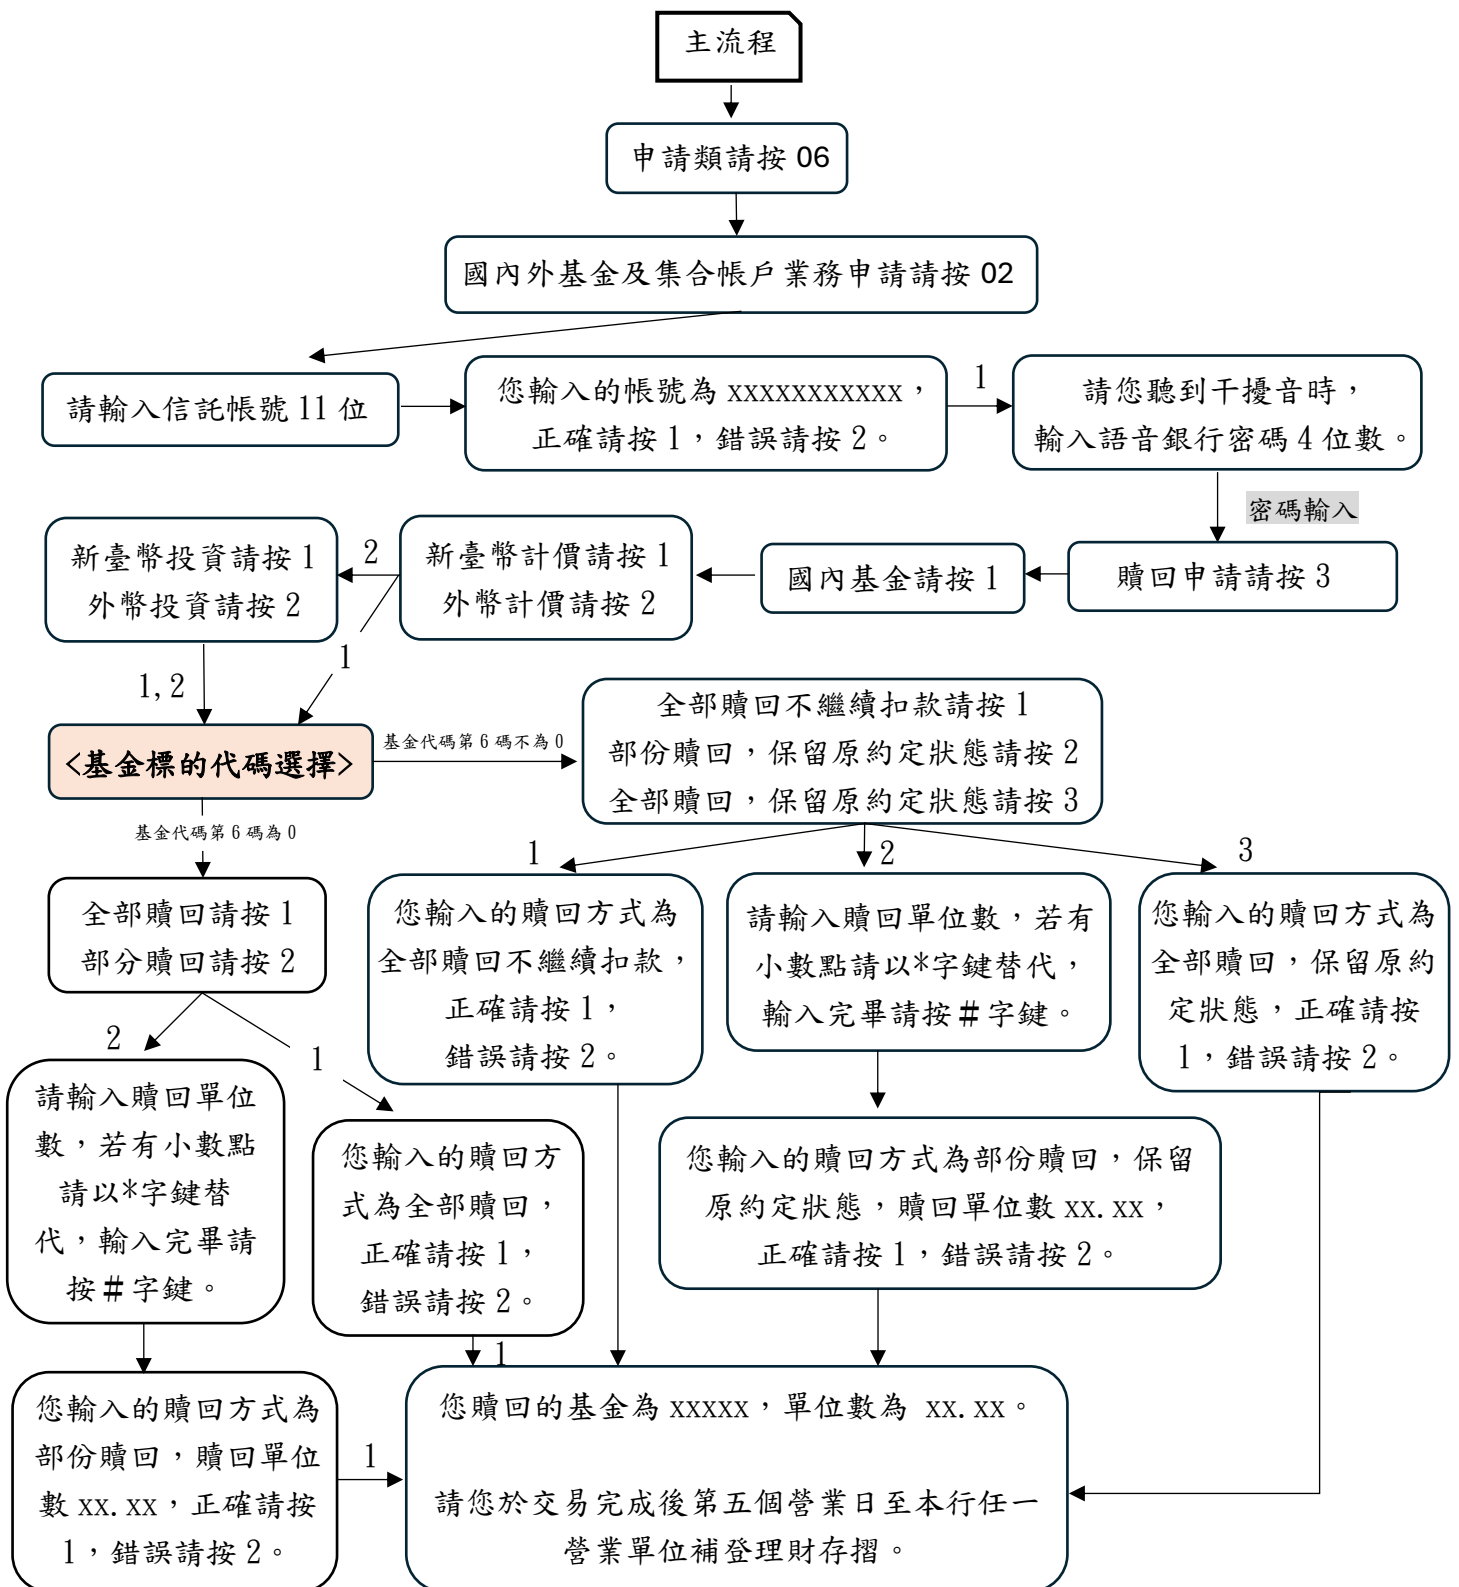 主流程
申請類請按 06
國內外基金及集合帳戶業務申請請按 02
請輸入信託帳號 11 位
您輸入的帳號為 xxxxxxxxxxx，
正確請按 1，錯誤請按 2。
1
請您聽到干擾音時，
輸入語音銀行密碼 4 位數。
密碼輸入
贖回申請請按 3
國內基金請按 1
新臺幣計價請按 1
外幣計價請按 2
2
新臺幣投資請按 1
外幣投資請按 2
1
1,2
<基金標的代碼選擇>
基金代碼第 6 碼不為 0
全部贖回不繼續扣款請按 1
部份贖回，保留原約定狀態請按 2
全部贖回，保留原約定狀態請按 3
基金代碼第 6 碼為 0
1
2
3
全部贖回請按 1
部分贖回請按 2
您輸入的贖回方式為
全部贖回不繼續扣款，
正確請按 1，
錯誤請按 2。
請輸入贖回單位數，若有
小數點請以*字鍵替代，
輸入完畢請按＃字鍵。
您輸入的贖回方式為
全部贖回，保留原約
定狀態，正確請按
1，錯誤請按 2。
2
1
請輸入贖回單位
數，若有小數點
請以*字鍵替
代，輸入完畢請
按＃字鍵。
您輸入的贖回方
式為全部贖回，
正確請按 1，
錯誤請按 2。
您輸入的贖回方式為部份贖回，保留
原約定狀態，贖回單位數 xx.xx，
正確請按 1，錯誤請按 2。
1
您輸入的贖回方式為
部份贖回，贖回單位
數 xx.xx，正確請按
1，錯誤請按 2。
1
您贖回的基金為 xxxxx，單位數為 xx.xx。
請您於交易完成後第五個營業日至本行任一
營業單位補登理財存摺。